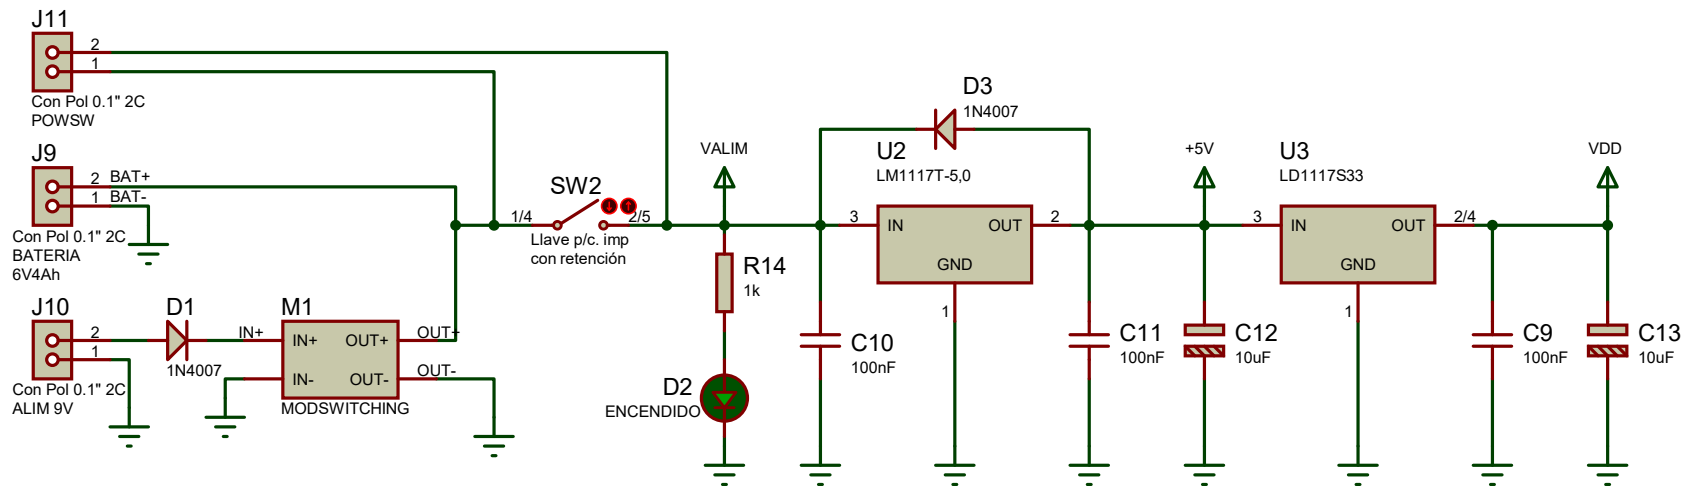 J11
2
1
Con Pol 0.1" 2C
POWSW
J9
2 BAT+
1 BAT-
Con Pol 0.1" 2C
BATERIA
6V4Ah
J10
2
1
Con Pol 0.1" 2C
ALIM 9V
D1
1N4007
M1
IN+
IN+ OUT+
OUT+
IN- OUT-
OUT-
MODSWITCHING
SW2
1/4
2/5
Llave p/c. imp
con retención
VALIM
R14
1k
D2
ENCENDIDO
C10
100nF
D3
1N4007
U2
LM1117T-5,0
3
IN OUT
2
GND
1
C11
100nF
+5V
C12
10uF
U3
LD1117S33
3
IN OUT
2/4
GND
1
C9
100nF
VDD
C13
10uF